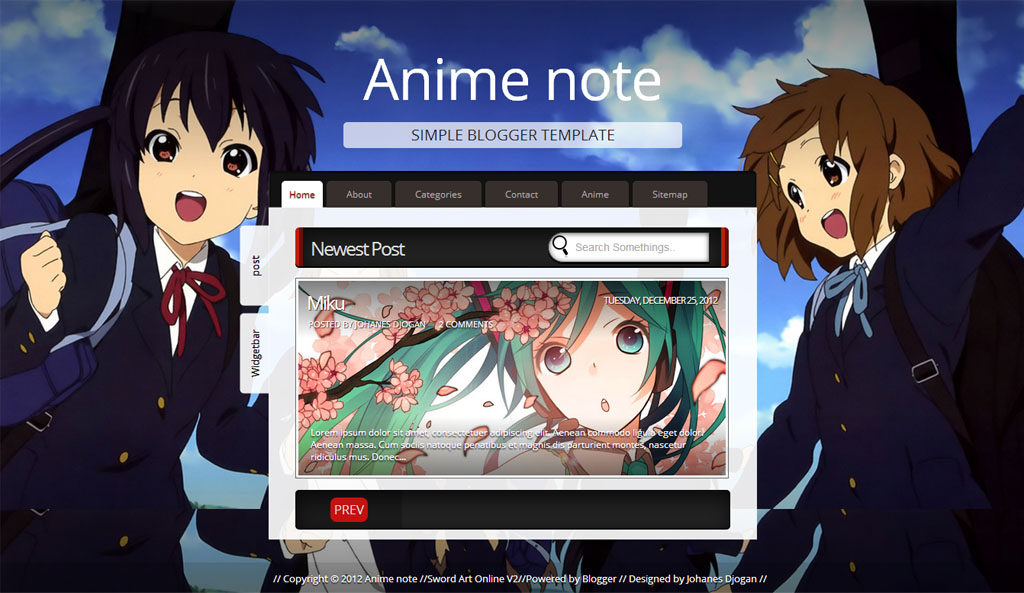 Anime note
SIMPLE BLOGGER TEMPLATE
Home About Categories Contact Anime Sitemap
post
Widgetbar
Newest Post
Search Somethings..
Miku
TUESDAY, DECEMBER 25, 2012
POSTED BY JOHANES DJOGAN 2 COMMENTS
Lorem ipsum dolor sit amet, consectetuer adipiscing elit. Aenean commodo ligula eget dolor.
Aenean massa. Cum sociis natoque penatibus et magnis dis parturient montes, nascetur
ridiculus mus. Donec...
PREV
// Copyright © 2012 Anime note //Sword Art Online V2//Powered by Blogger // Designed by Johanes Djogan //